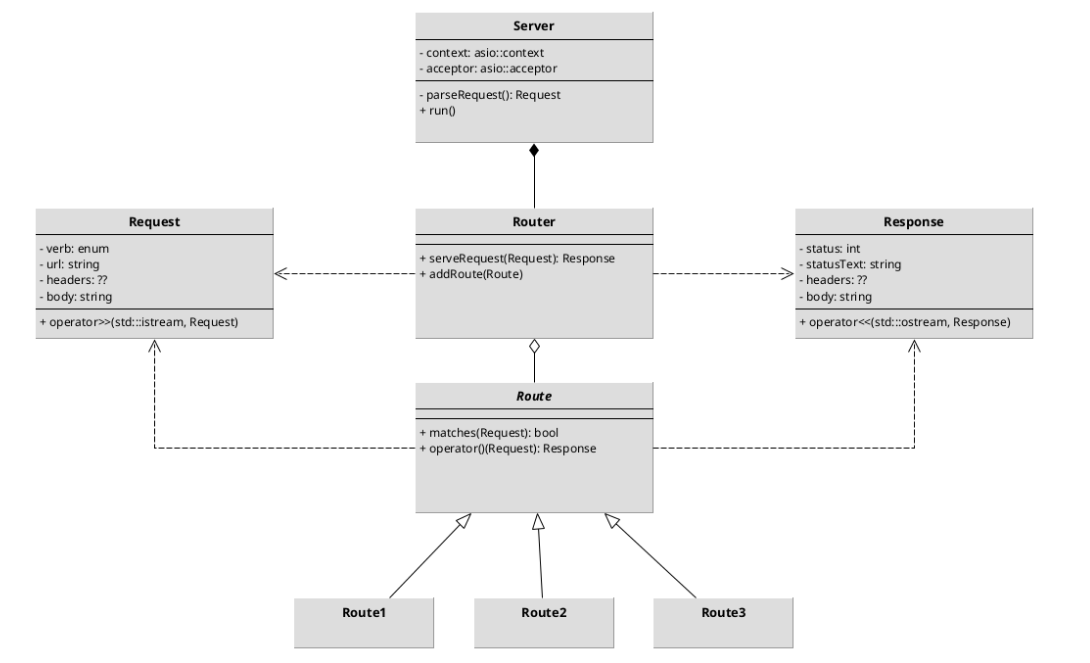 Server
- context: asio::context
- acceptor: asio::acceptor
- parseRequest(): Request
+ run()
Request
- verb: enum
- url: string
- headers: ??
- body: string
+ operator>>(std:::istream, Request)
Router
+ serveRequest(Request): Response
+ addRoute(Route)
Response
- status: int
- statusText: string
- headers: ??
- body: string
+ operator<<(std:::ostream, Response)
Route
+ matches(Request): bool
+ operator()(Request): Response
Route1
Route2
Route3